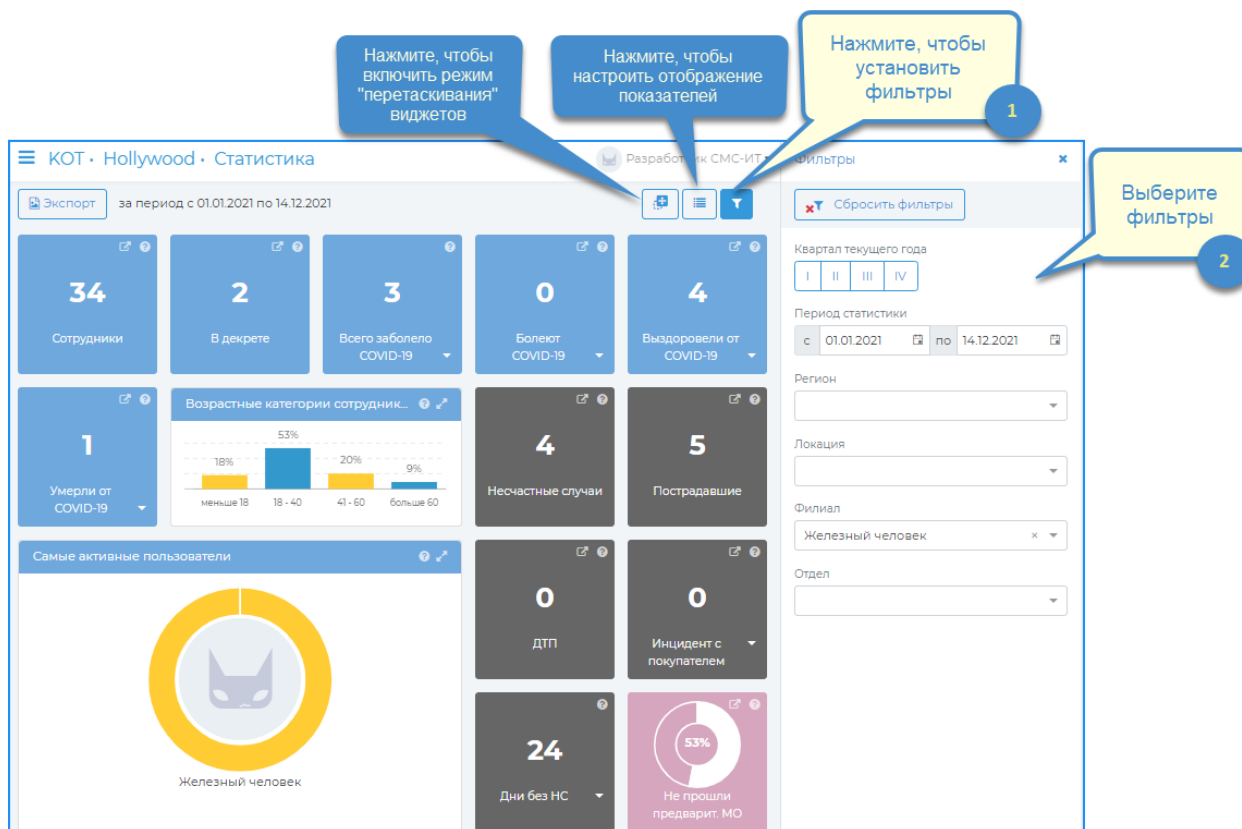 Нажмите, чтобы
включить режим
"перетаскивания"
виджетов
Нажмите, чтобы
настроить отображение
показателей
Нажмите, чтобы
установить
фильтры
1
КОТ · Hollywood · Статистика
Разработчик СМС-ИТ
Фильтры
×
Выберите
фильтры
2
Экспорт
за период с 01.01.2021 по 14.12.2021
Сбросить фильтры
34
Сотрудники
2
В декрете
3
Всего заболело
COVID-19
0
Болеют
COVID-19
4
Выздоровели от
COVID-19
Квартал текущего года
I II III IV
Период статистики
с 01.01.2021 по 14.12.2021
Регион
Локация
Филиал
Железный человек ×
Отдел
1
Умерли от
COVID-19
Возрастные категории сотрудник...
18% 53% 20% 9%
меньше 18 18 - 40 41 - 60 больше 60
4
Несчастные случаи
5
Пострадавшие
Самые активные пользователи
Железный человек
0
ДТП
0
Инцидент с
покупателем
24
Дни без НС
53%
Не прошли
предварит. МО